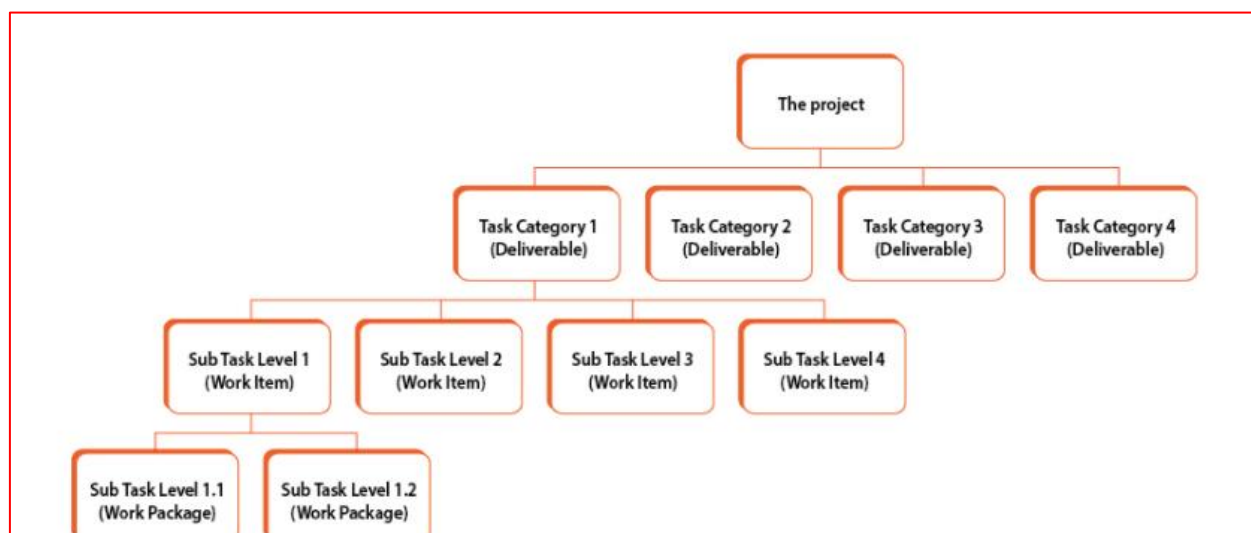 The project
Task Category 1
(Deliverable)
Task Category 2
(Deliverable)
Task Category 3
(Deliverable)
Task Category 4
(Deliverable)
Sub Task Level 1
(Work Item)
Sub Task Level 2
(Work Item)
Sub Task Level 3
(Work Item)
Sub Task Level 4
(Work Item)
Sub Task Level 1.1
(Work Package)
Sub Task Level 1.2
(Work Package)